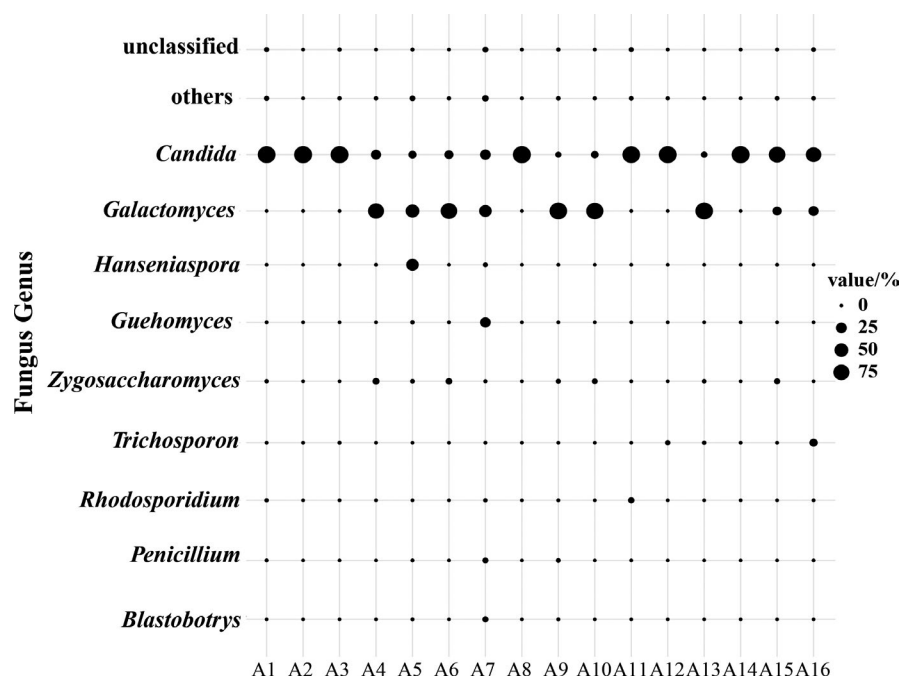 unclassified
others
Candida
Galactomyces
Hanseniaspora
Guehomyces
Zygosaccharomyces
Trichosporon
Rhodosporidium
Penicillium
Blastobotrys
Fungus Genus
value/%
0
25
50
75
A1 A2 A3 A4 A5 A6 A7 A8 A9 A10 A11 A12 A13 A14 A15 A16